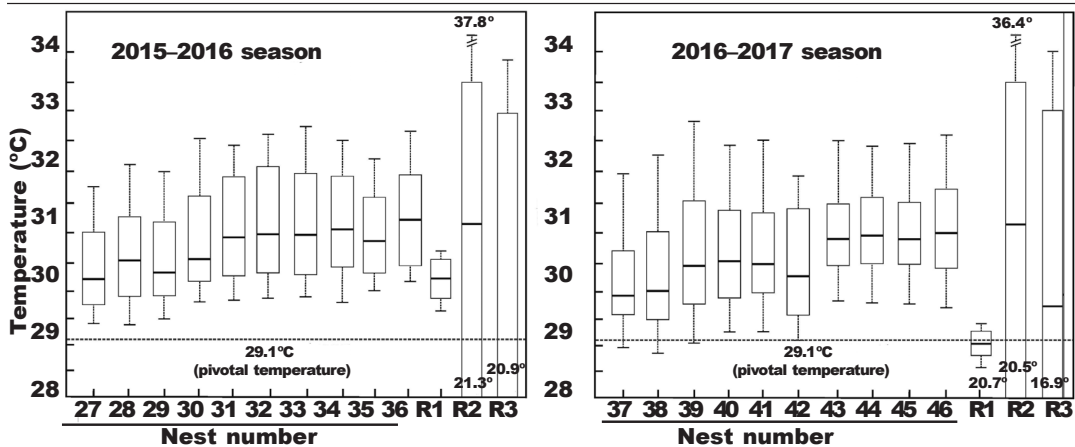 37.8°
2015–2016 season
34
33
32
31
30
29
28
Temperature (°C)
29.1°C
(pivotal temperature)
21.3°
20.9°
27 28 29 30 31 32 33 34 35 36 R1 R2 R3
Nest number
36.4°
2016–2017 season
34
33
32
31
30
29
28
29.1°C
(pivotal temperature)
20.7°
20.5°
16.9°
37 38 39 40 41 42 43 44 45 46 R1 R2 R3
Nest number